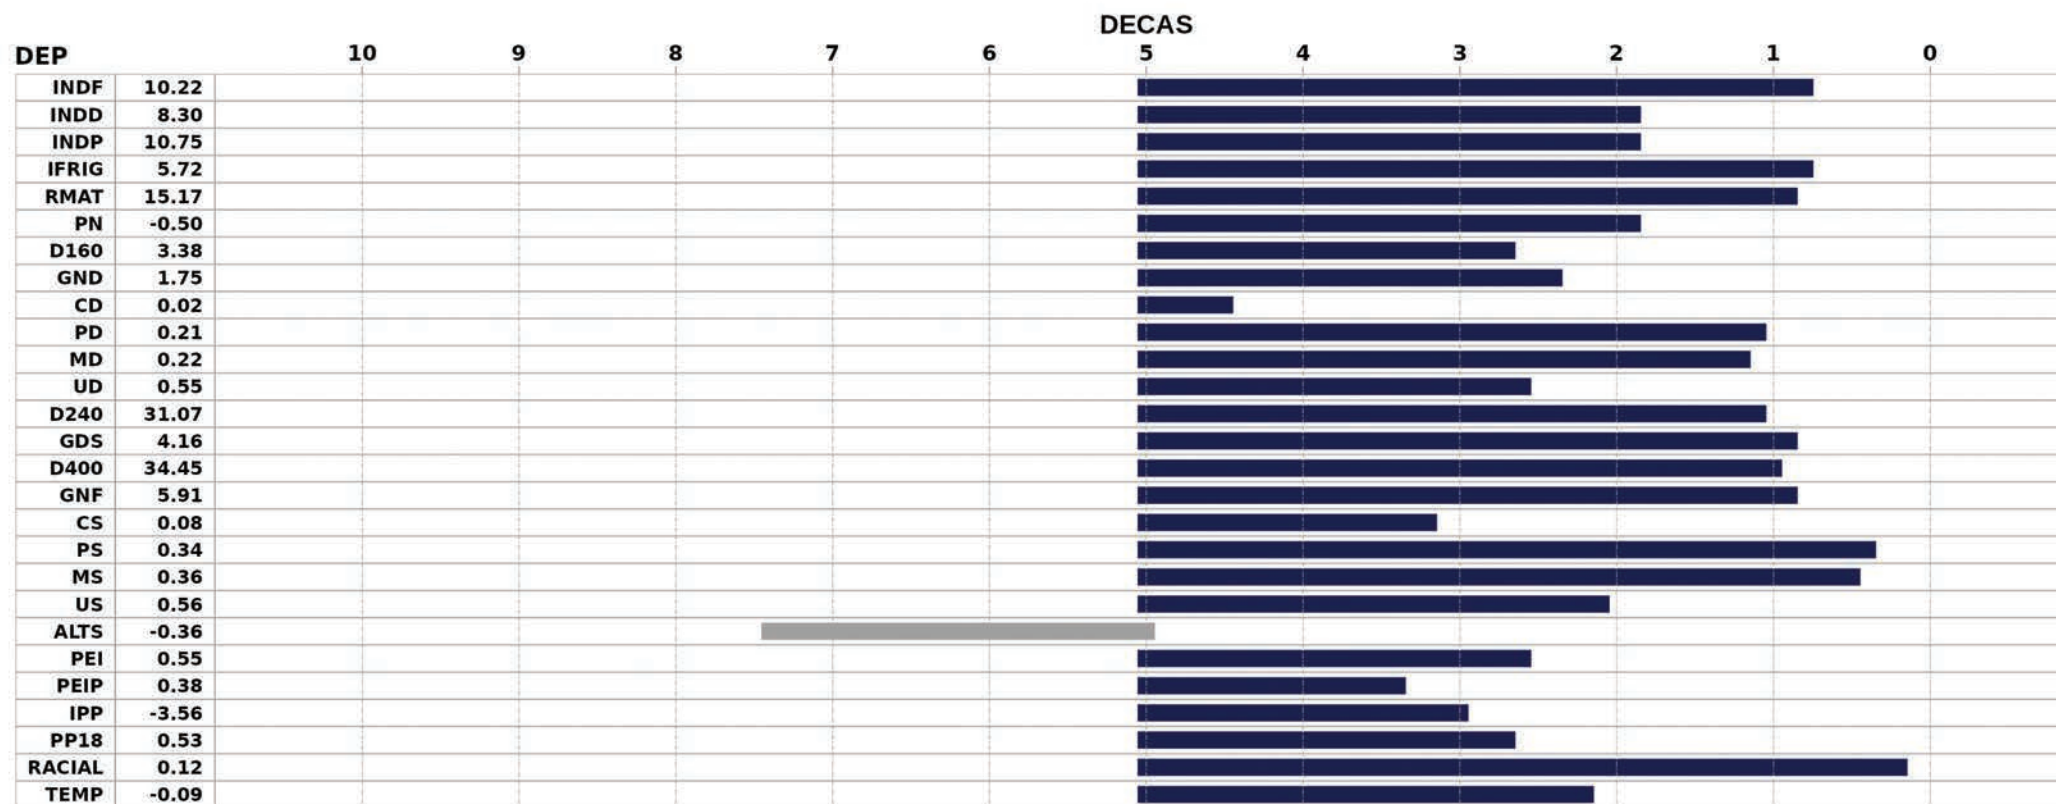 DECAS
DEP 10 9 8 7 6 5 4 3 2 1 0
INDF 10.22
INDD 8.30
INDP 10.75
IFRIG 5.72
RMAT 15.17
PN -0.50
D160 3.38
GND 1.75
CD 0.02
PD 0.21
MD 0.22
UD 0.55
D240 31.07
GDS 4.16
D400 34.45
GNF 5.91
CS 0.08
PS 0.34
MS 0.36
US 0.56
ALTS -0.36
PEI 0.55
PEIP 0.38
IPP -3.56
PP18 0.53
RACIAL 0.12
TEMP -0.09